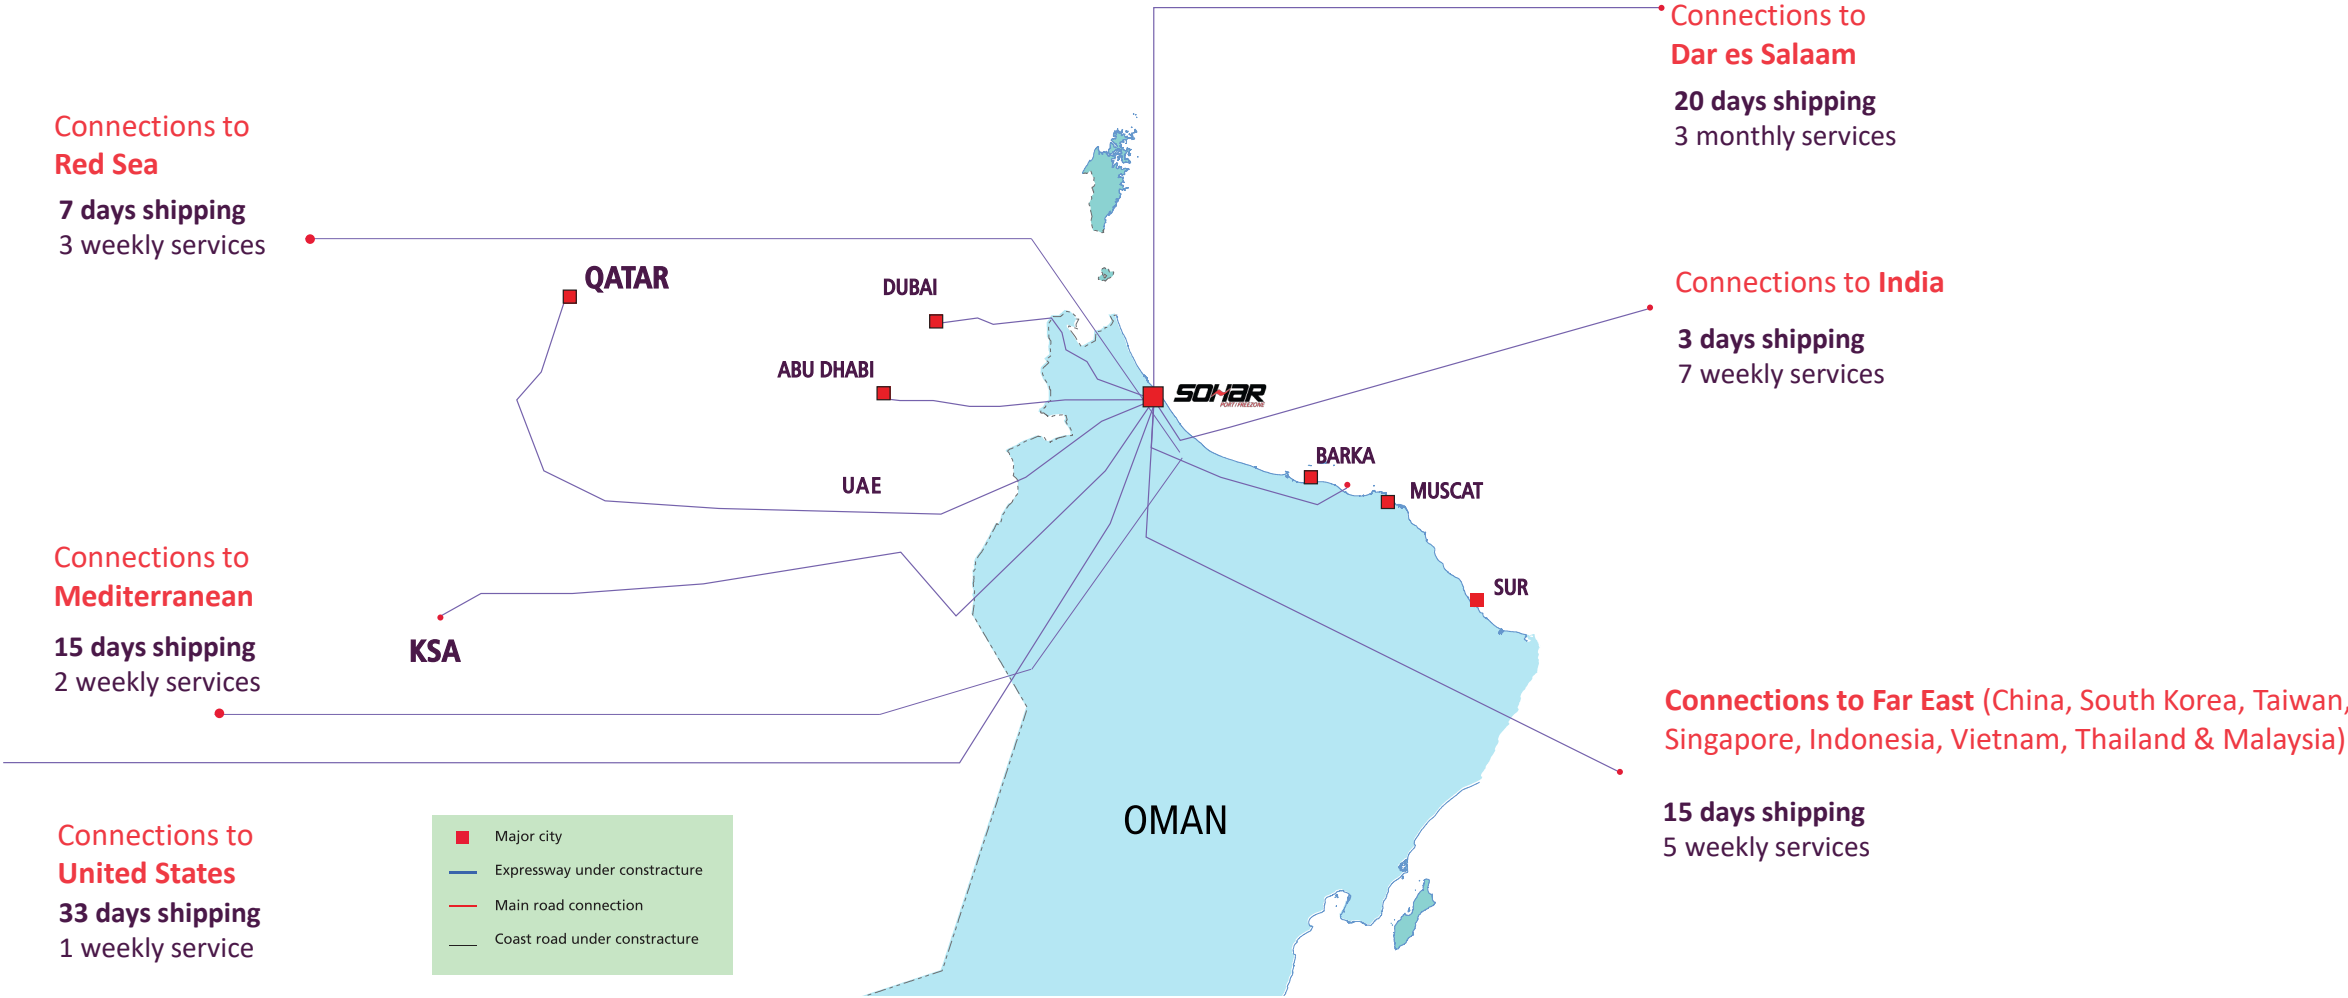 Connections to
Dar es Salaam
20 days shipping
3 monthly services
Connections to
Red Sea
7 days shipping
3 weekly services
QATAR
DUBAI
ABU DHABI
UAE
SOHAR
PORT | FREEZONE
Connections to India
3 days shipping
7 weekly services
BARKA
MUSCAT
SUR
Connections to
Mediterranean
15 days shipping
2 weekly services
KSA
Connections to Far East (China, South Korea, Taiwan,
Singapore, Indonesia, Vietnam, Thailand & Malaysia)
15 days shipping
5 weekly services
OMAN
Connections to
United States
33 days shipping
1 weekly service
Major city
Expressway under constracture
Main road connection
Coast road under constracture